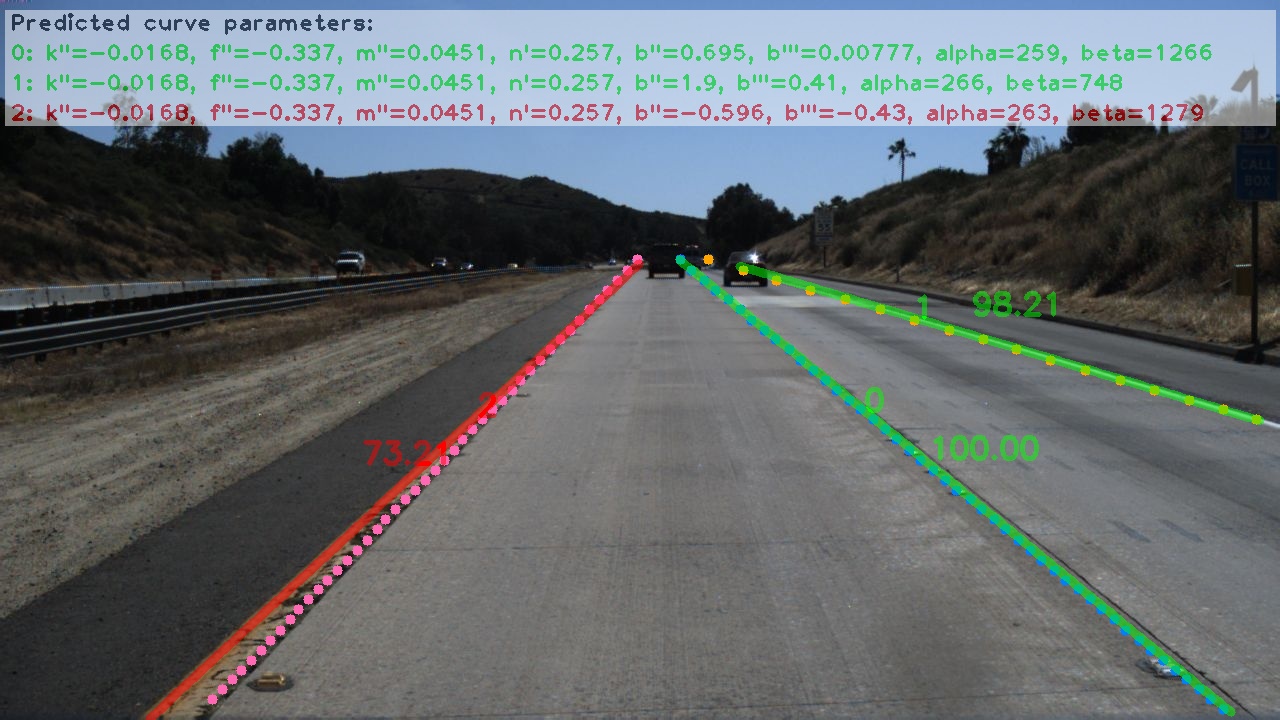 Predicted curve parameters:
0: k"=-0.0168, f"=-0.337, m"=0.0451, n'=0.257, b"=0.695, b'"=0.00777, alpha=259, beta=1266
1: k"=-0.0168, f"=-0.337, m"=0.0451, n'=0.257, b"=1.9, b'"=0.41, alpha=266, beta=748
2: k"=-0.0168, f"=-0.337, m"=0.0451, n'=0.257, b"=-0.596, b'"=-0.43, alpha=263, beta=1279
CALL
BOX
1 98.21
2
0
73.21
100.00